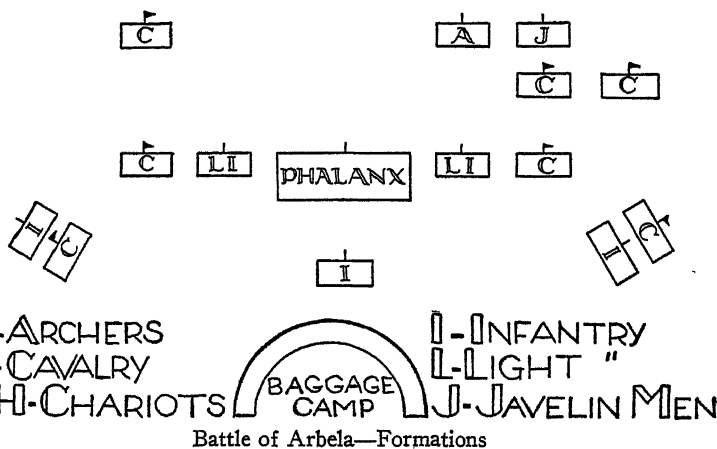 C A J
C C
C LI PHALANX LI C
I C I C
I
-ARCHERS I-INFANTRY
-CAVALRY L-LIGHT "
H-CHARIOTS J-JAVELIN MEN
BAGGAGE
CAMP
Battle of Arbela—Formations